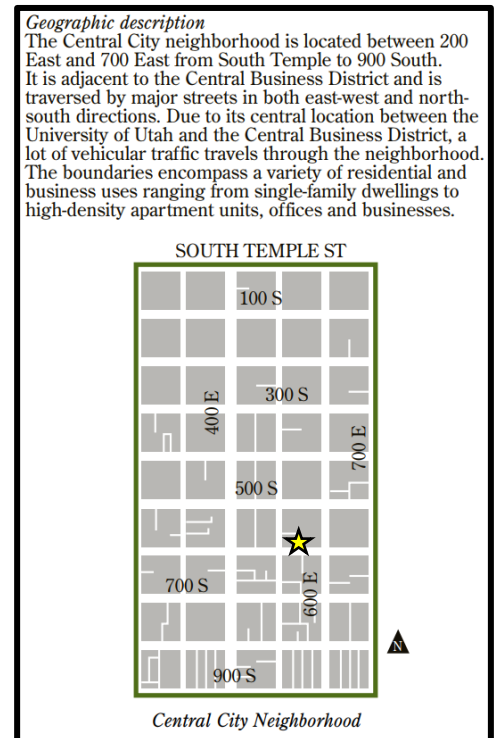 Geographic description
The Central City neighborhood is located between 200
East and 700 East from South Temple to 900 South.
It is adjacent to the Central Business District and is
traversed by major streets in both east-west and north-
south directions. Due to its central location between the
University of Utah and the Central Business District, a
lot of vehicular traffic travels through the neighborhood.
The boundaries encompass a variety of residential and
business uses ranging from single-family dwellings to
high-density apartment units, offices and businesses.
SOUTH TEMPLE ST
100 S
300 S
400 E
700 E
500 S
700 S
600 E
N
900 S
Central City Neighborhood